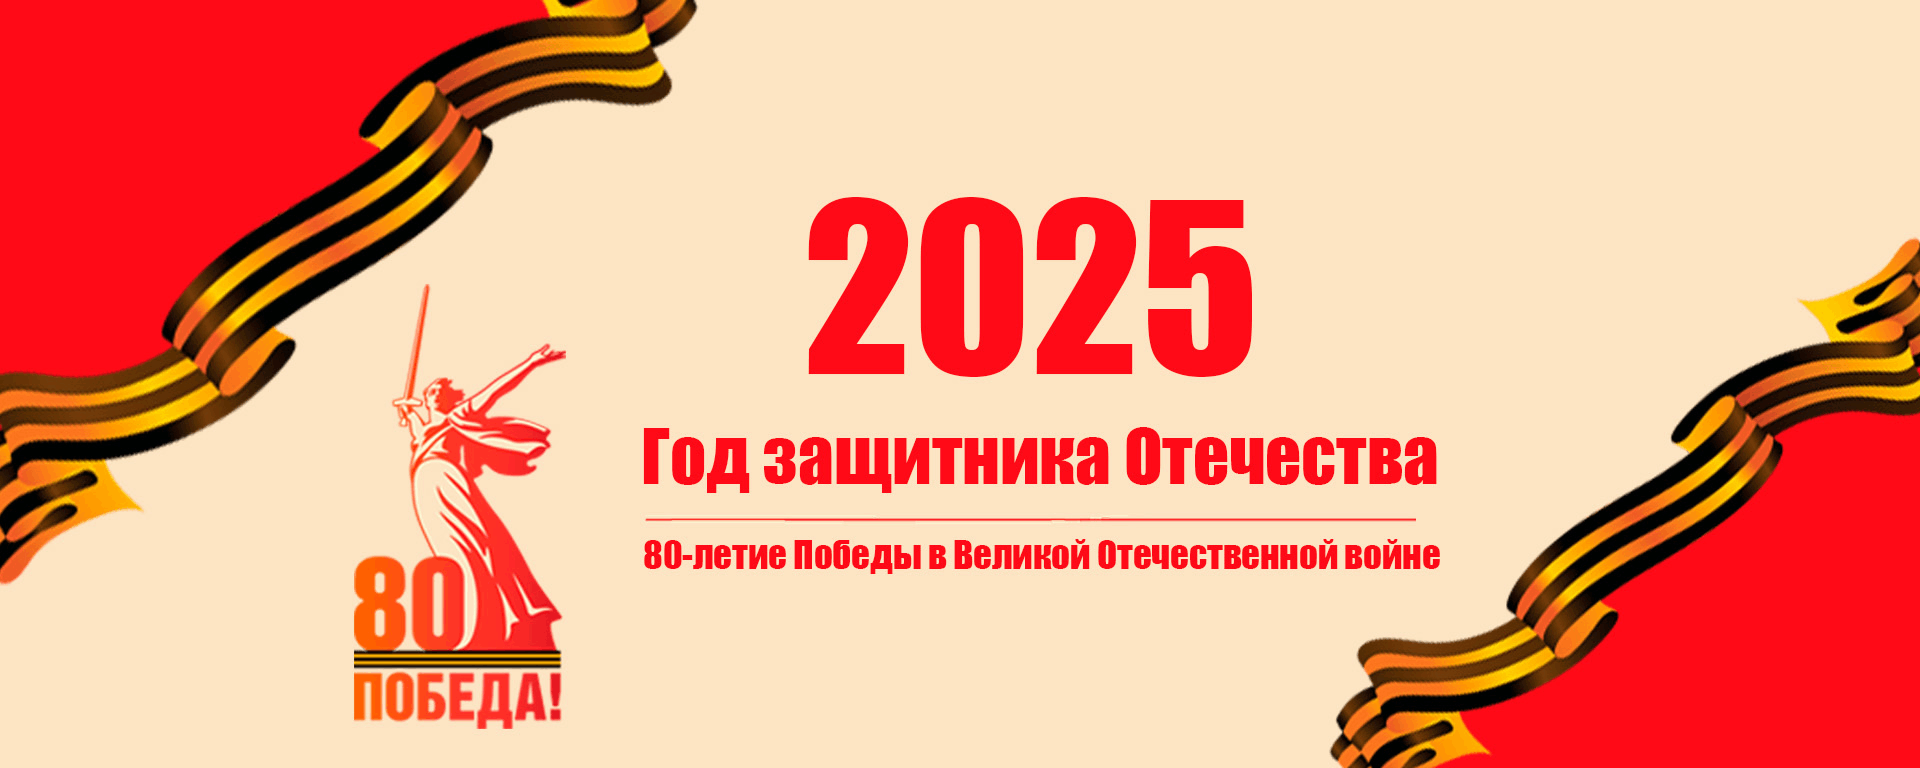 2025
Год защитника Отечества
80-летие Победы в Великой Отечественной войне
80
ПОБЕДА!